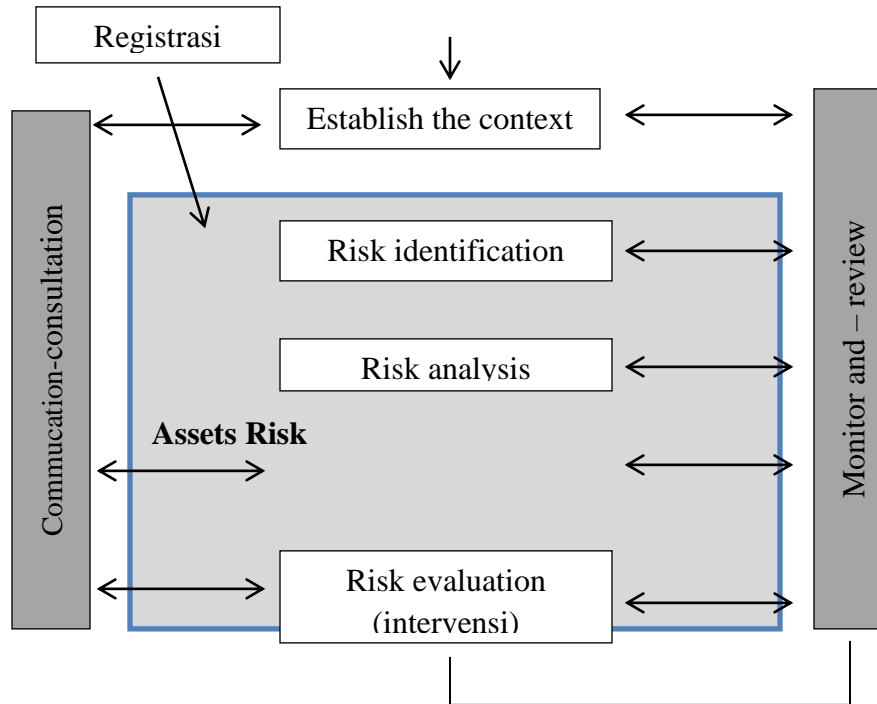 Registrasi
Establish the context
Commucation-consultation
Risk identification
Risk analysis
Assets Risk
Risk evaluation
(intervensi)
Monitor and – review